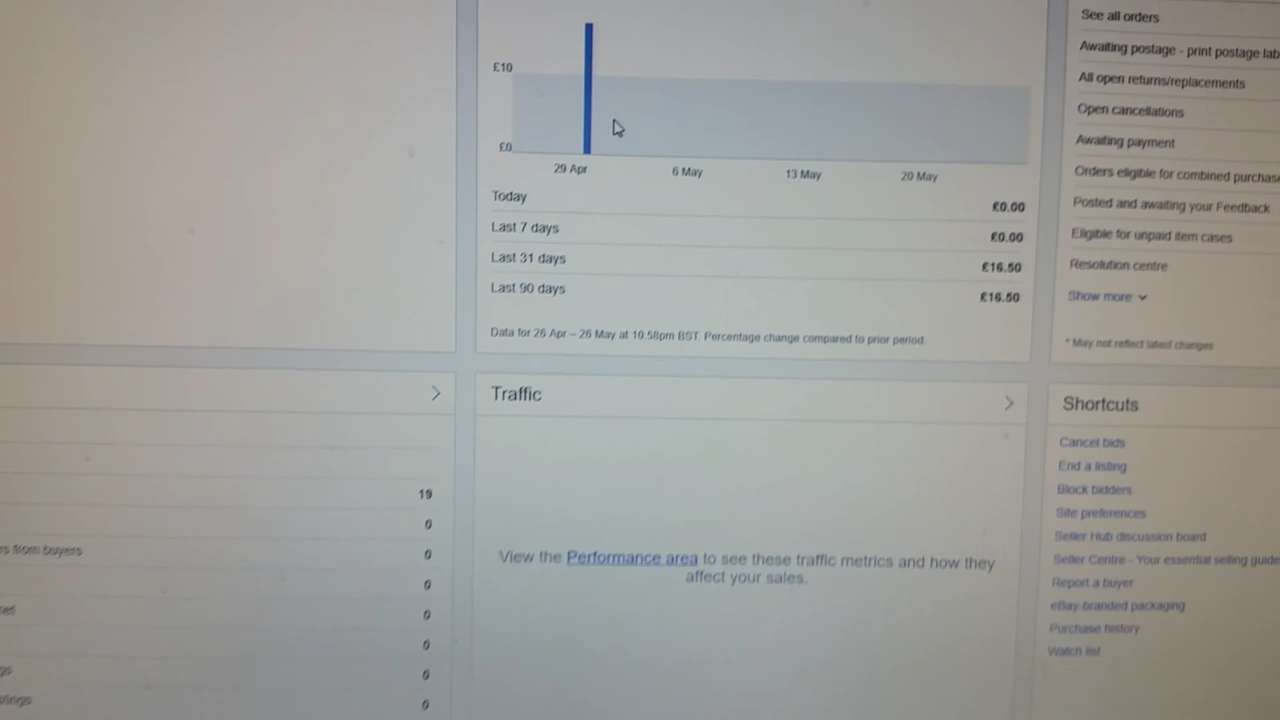 £10
£0
29 Apr 6 May 13 May 20 May
Today £0.00
Last 7 days £0.00
Last 31 days £16.50
Last 90 days £16.50
Data for 26 Apr – 26 May at 10:58pm BST. Percentage change compared to prior period.
See all orders
Awaiting postage - print postage lab
All open returns/replacements
Open cancellations
Awaiting payment
Orders eligible for combined purchas
Posted and awaiting your Feedback
Eligible for unpaid item cases
Resolution centre
Show more
* May not reflect latest changes
19
0
rs from buyers 0
0
0
0
gs 0
stings 0
Traffic
View the Performance area to see these traffic metrics and how they
affect your sales.
Shortcuts
Cancel bids
End a listing
Block bidders
Site preferences
Seller Hub discussion board
Seller Centre - Your essential selling guide
Report a buyer
eBay-branded packaging
Purchase history
Watch list